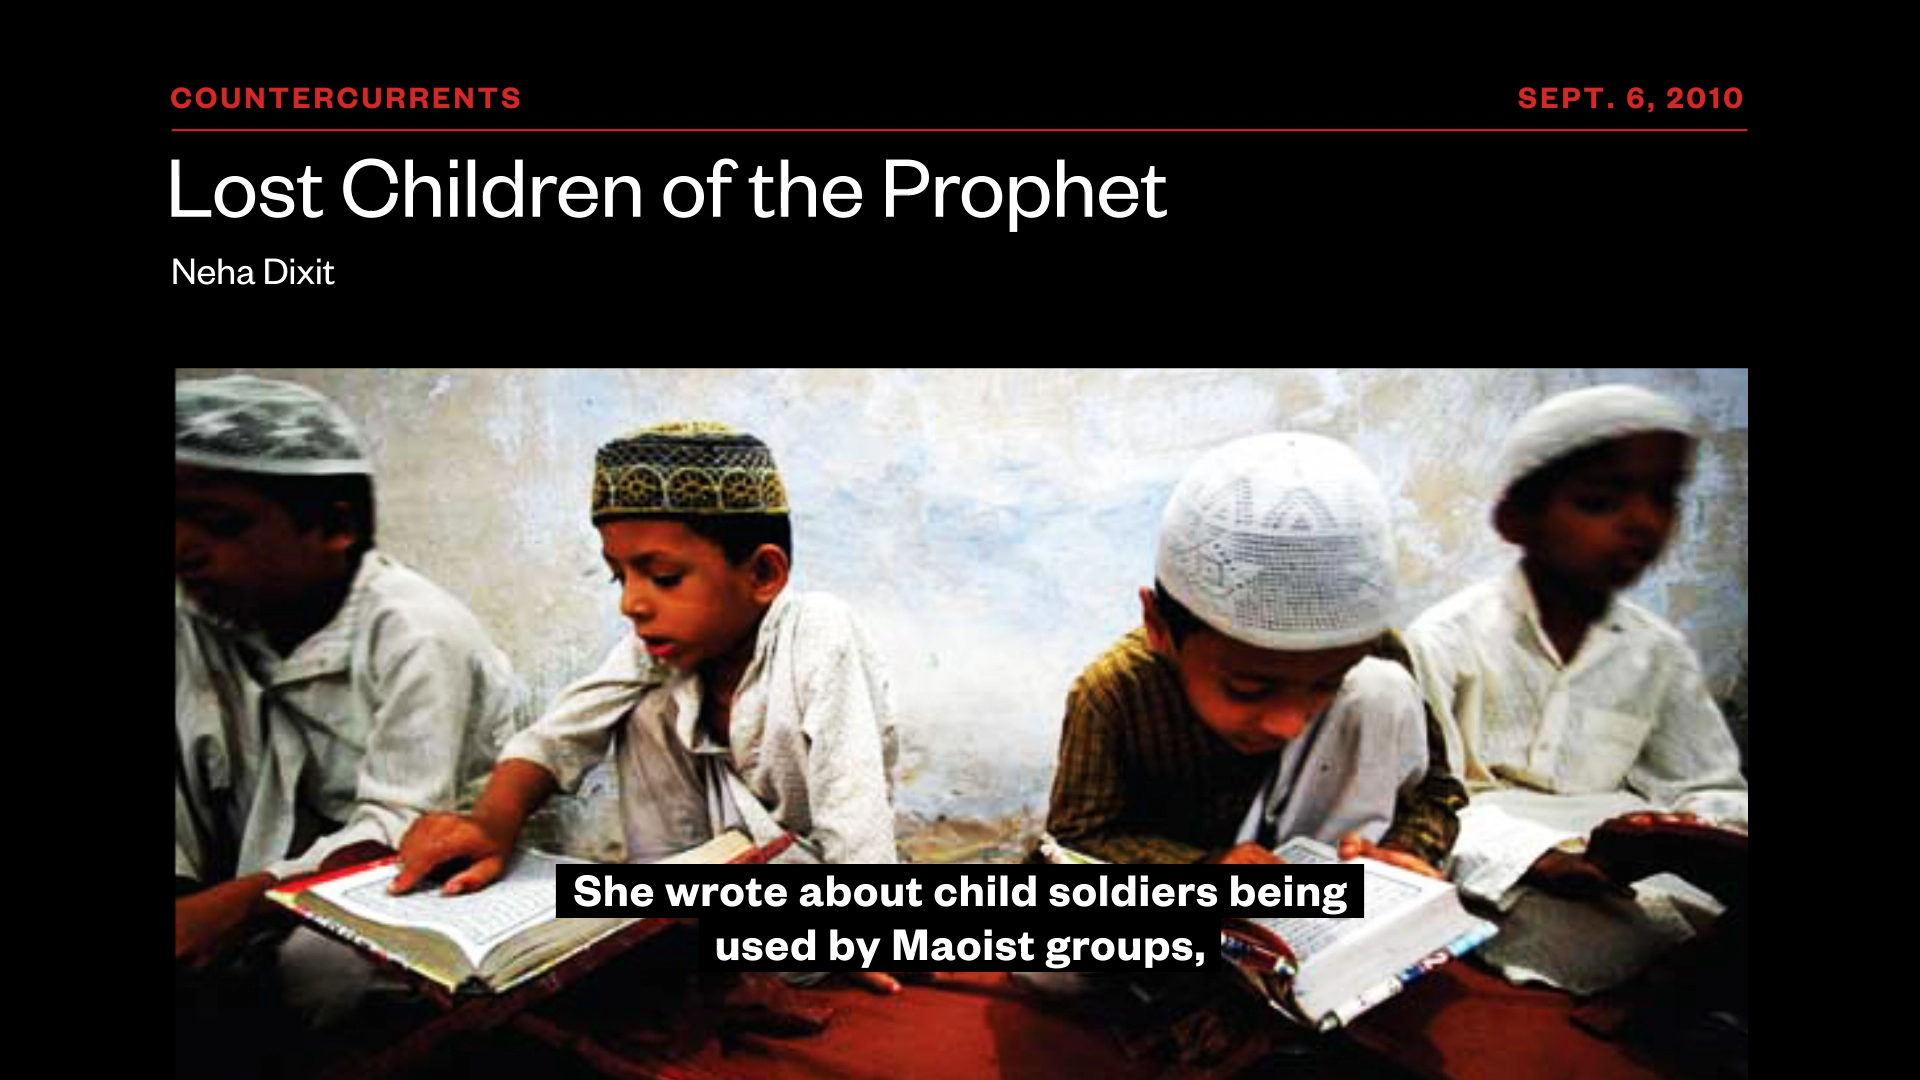 COUNTERCURRENTS
SEPT. 6, 2010
Lost Children of the Prophet
Neha Dixit
She wrote about child soldiers being
used by Maoist groups,